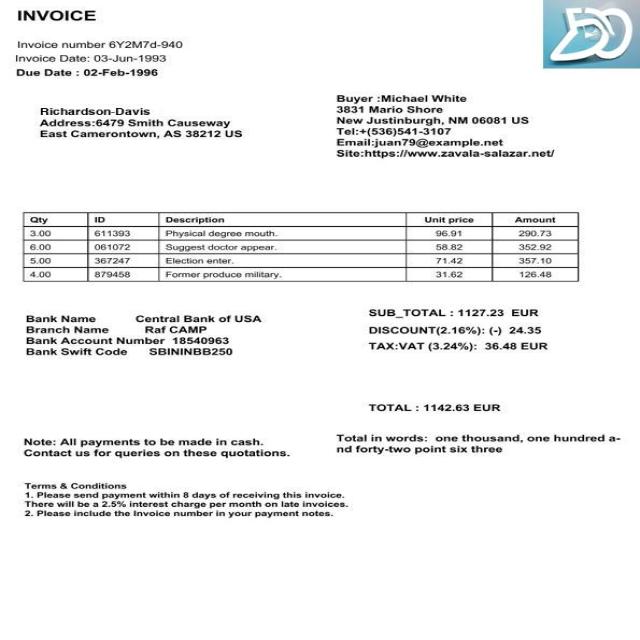 INVOICE
Invoice number 6Y2M7d-940
Invoice Date: 03-Jun-1993
Due Date : 02-Feb-1996
Richardson-Davis
Address:6479 Smith Causeway
East Camerontown, AS 38212 US
Buyer :Michael White
3831 Mario Shore
New Justinburgh, NM 06081 US
Tel:+(536)541-3107
Email:juan79@example.net
Site:https://www.zavala-salazar.net/
Qty ID Description Unit price Amount
3.00 611393 Physical degree mouth. 96.91 290.73
6.00 061072 Suggest doctor appear. 58.82 352.92
5.00 367247 Election enter. 71.42 357.10
4.00 879458 Former produce military. 31.62 126.48
Bank Name Central Bank of USA
Branch Name Raf CAMP
Bank Account Number 18540963
Bank Swift Code SBININBB250
SUB_TOTAL : 1127.23 EUR
DISCOUNT(2.16%): (-) 24.35
TAX:VAT (3.24%): 36.48 EUR
TOTAL : 1142.63 EUR
Note: All payments to be made in cash.
Contact us for queries on these quotations.
Total in words: one thousand, one hundred a-
nd forty-two point six three
Terms & Conditions
1. Please send payment within 8 days of receiving this invoice.
There will be a 2.5% interest charge per month on late invoices.
2. Please include the Invoice number in your payment notes.